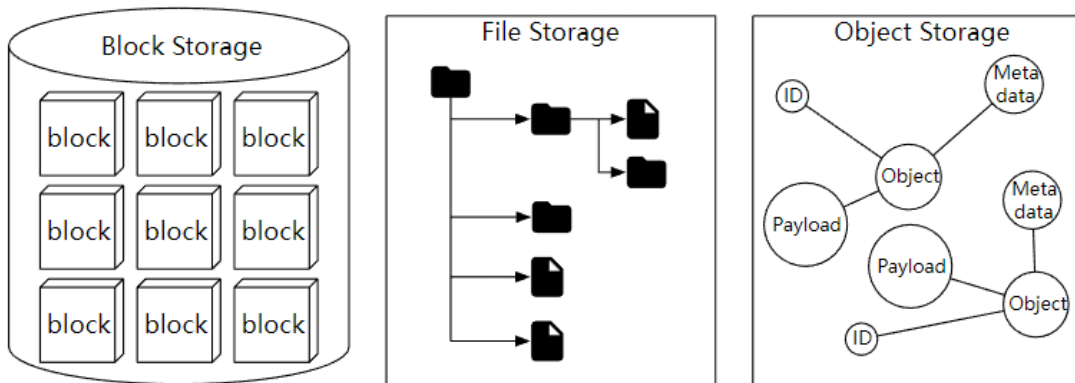 Block Storage
block block block
block block block
block block block
File Storage
Object Storage
ID
Meta
data
Object
Payload
Meta
data
Payload
Object
ID